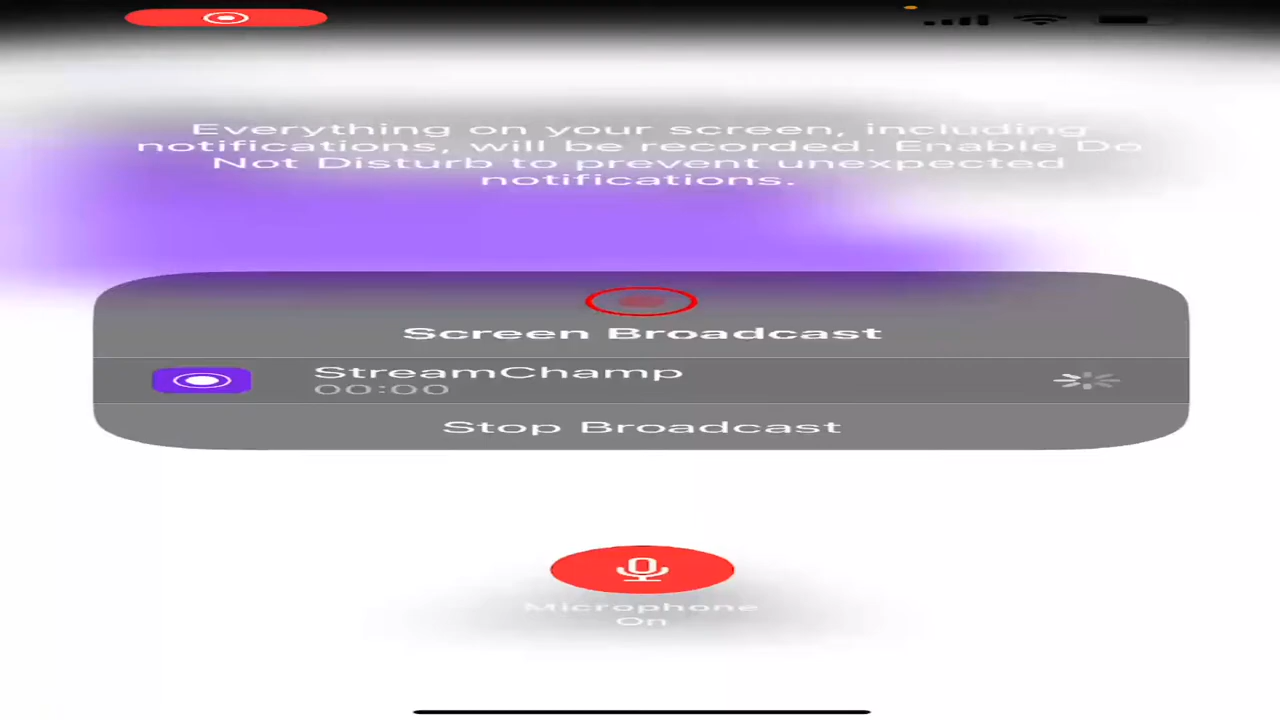 Everything on your screen, including
notifications, will be recorded. Enable Do
Not Disturb to prevent unexpected
notifications.
Screen Broadcast
StreamChamp
00:00
Stop Broadcast
Microphone
On